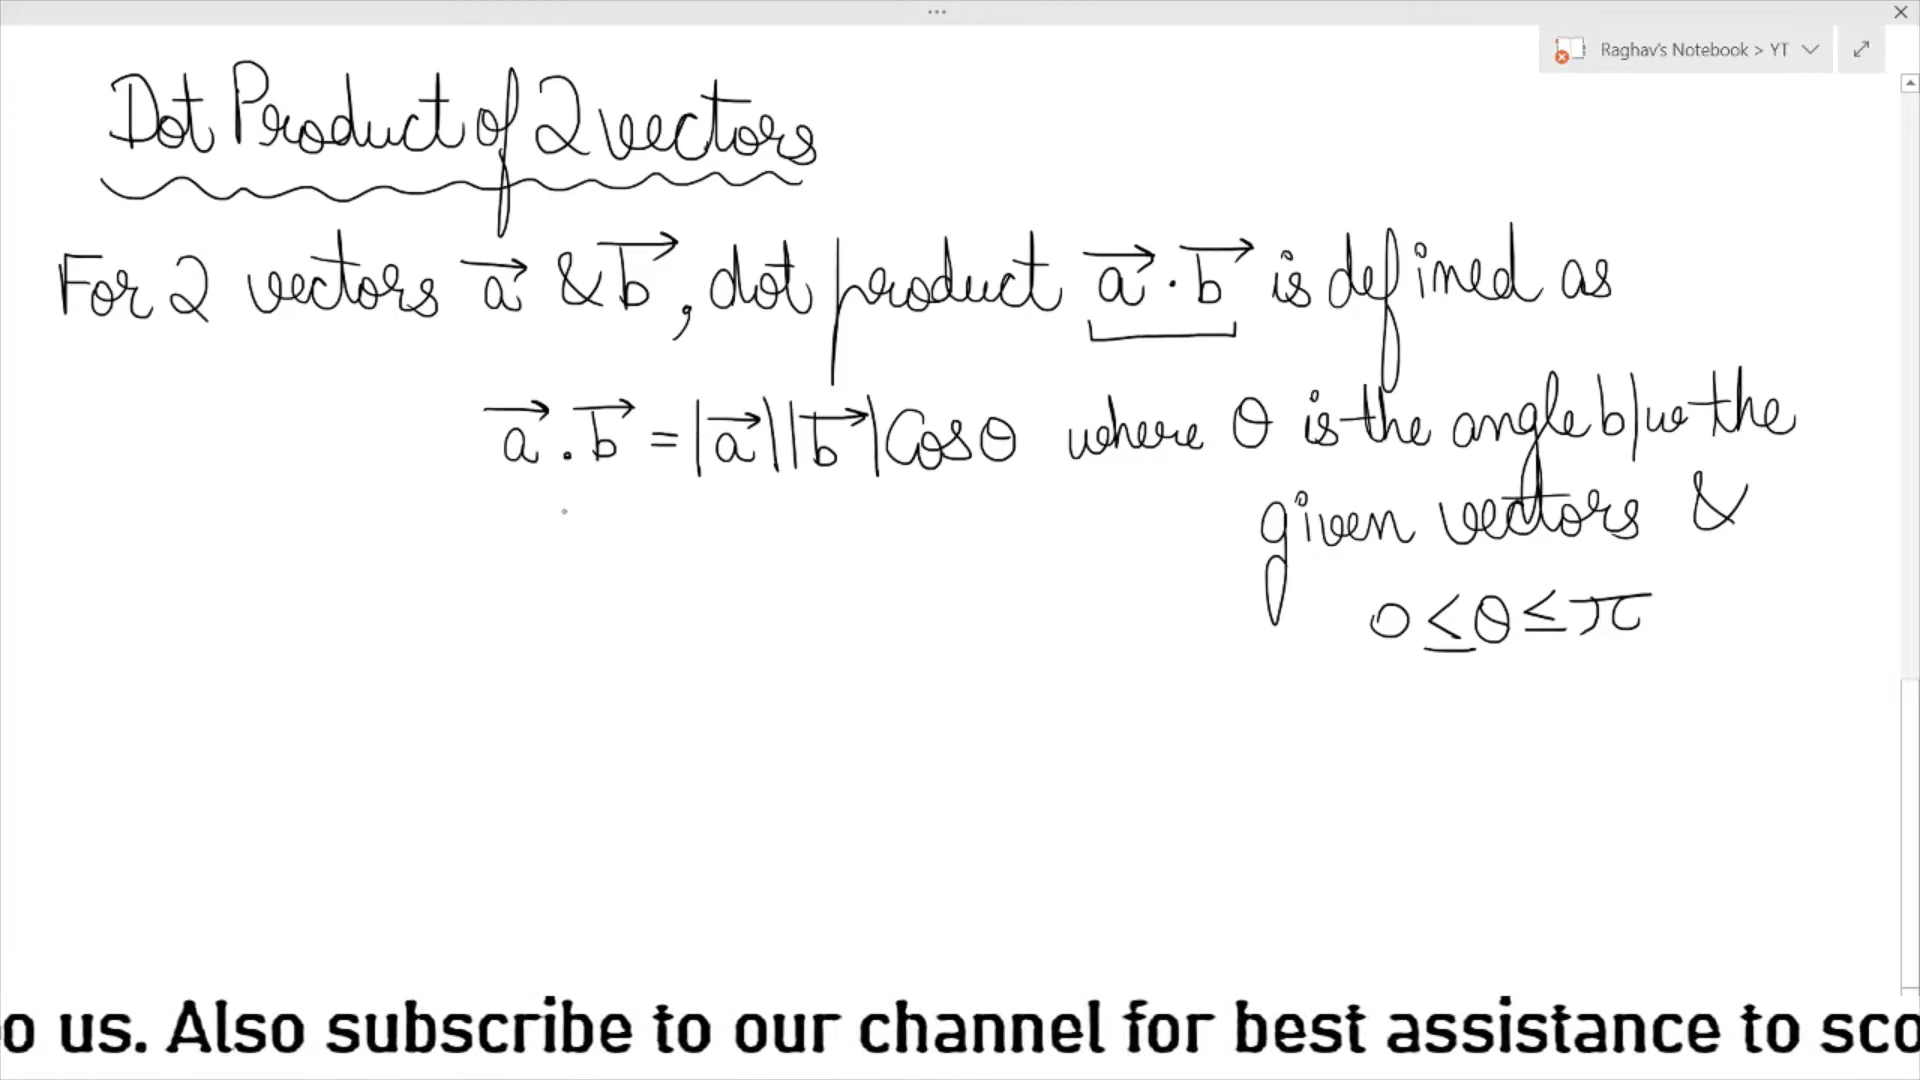 Raghav's Notebook > YT
Dot Product of 2 vectors
For 2 vectors a⃗ & b⃗, dot product a⃗ · b⃗ is defined as
a⃗ . b⃗ = |a⃗| |b⃗| Cosθ where θ is the angle b/w the
given vectors &
0 ≤ θ ≤ π
o us. Also subscribe to our channel for best assistance to sco